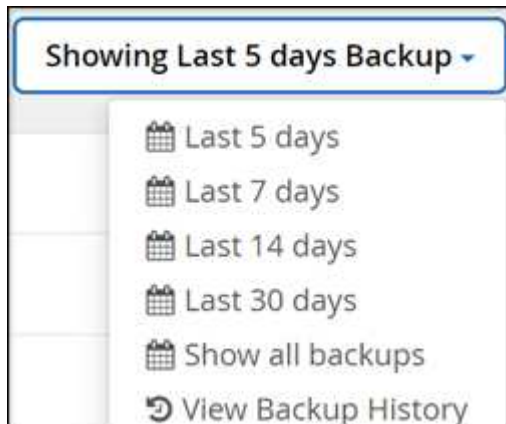 Showing Last 5 days Backup
Last 5 days
Last 7 days
Last 14 days
Last 30 days
Show all backups
View Backup History